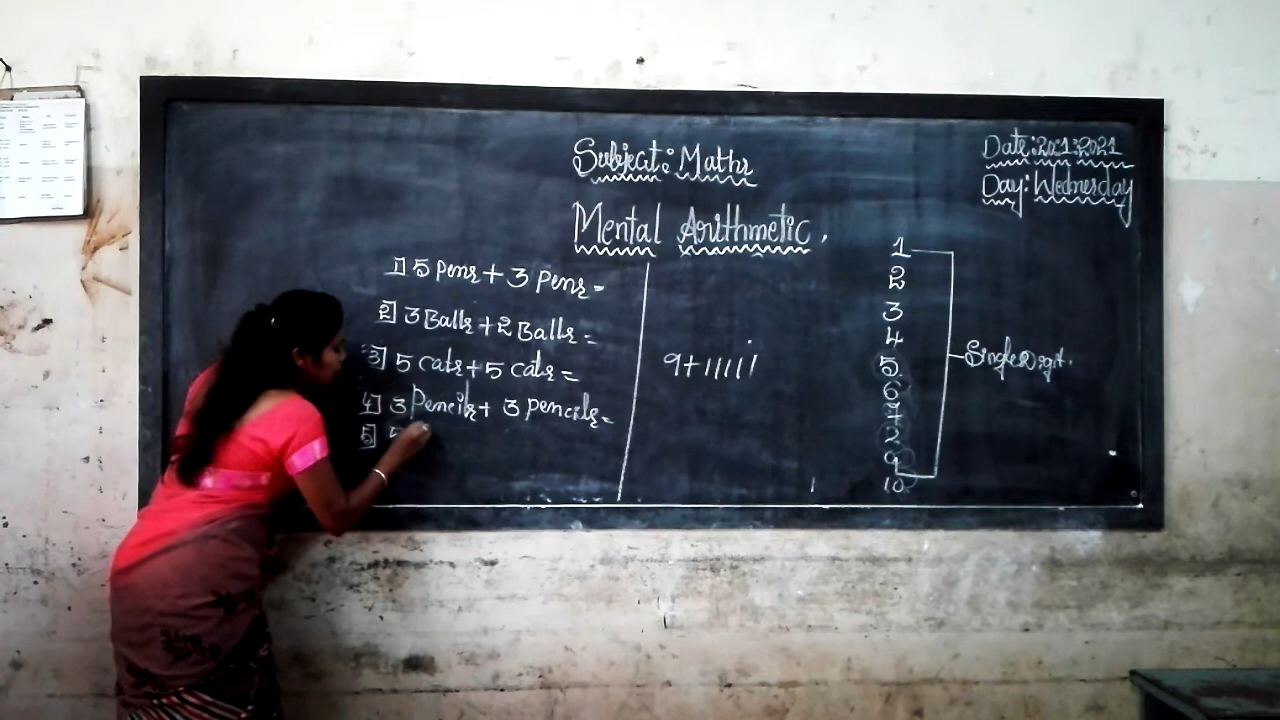 Subject: Maths
Date: 20:1:2021
Day: Wednesday
Mental Arithmetic.
1] 5 Pens + 3 Pens =
2] 3 Balls + 2 Balls =
3] 5 cats + 5 cats =
4] 3 Pencils + 3 Pencils =
5] 5
9+11111
1
2
3
4
5
6
7
2
9
10
Single Digit.